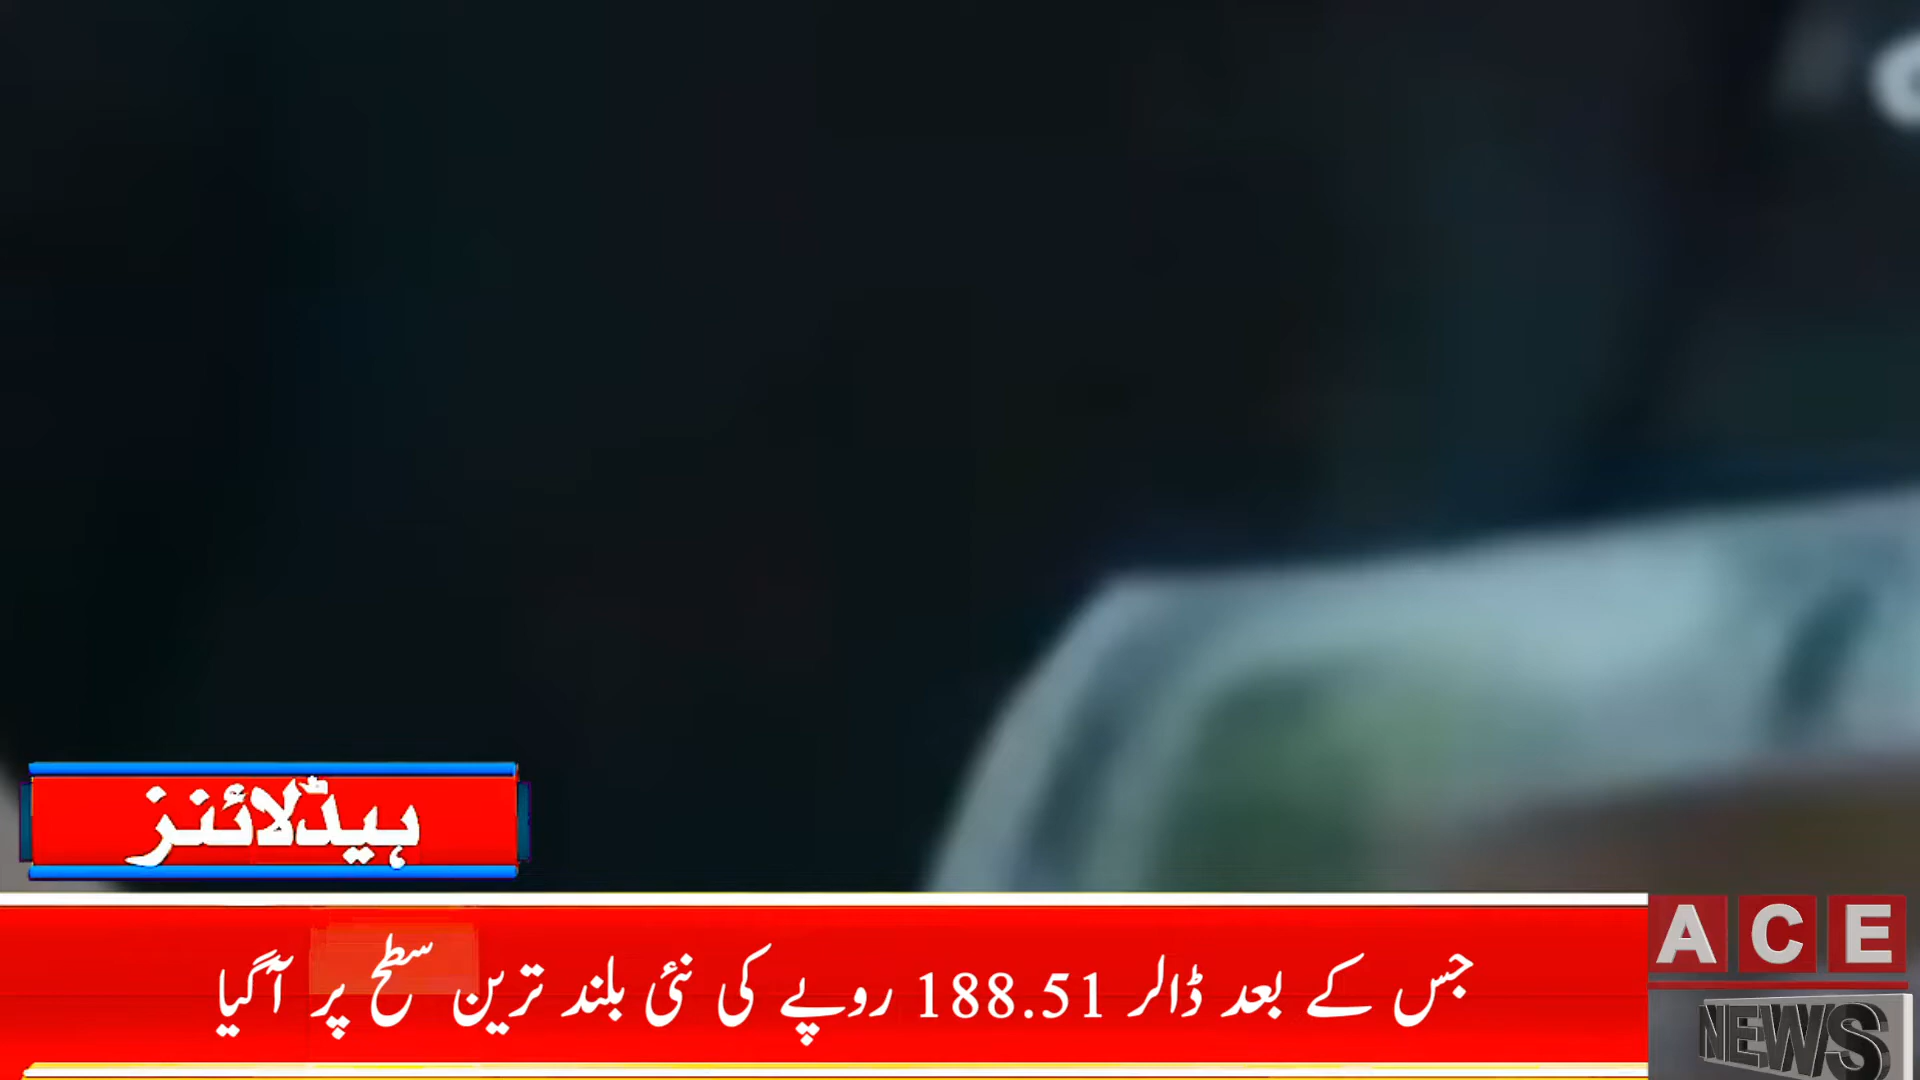 ہیڈلائنز
جس کے بعد ڈالر 188.51 روپے کی نئی بلند ترین سطح پر آگیا
ACE
NEWS